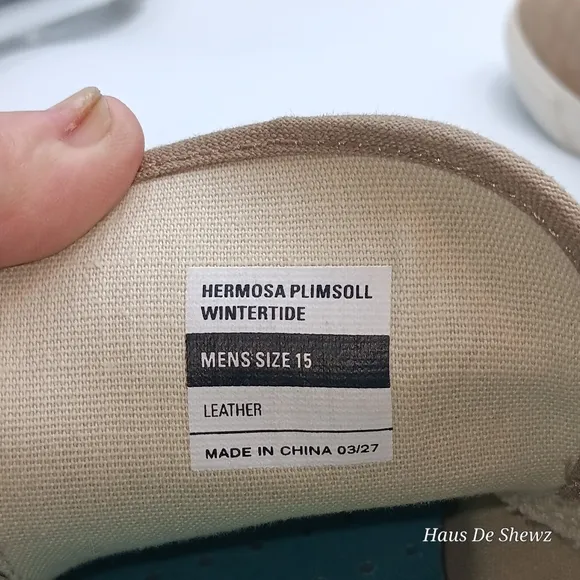 HERMOSA PLIMSOLL
WINTERTIDE
MENS SIZE 15
LEATHER
MADE IN CHINA 03/27
Haus De Shewz